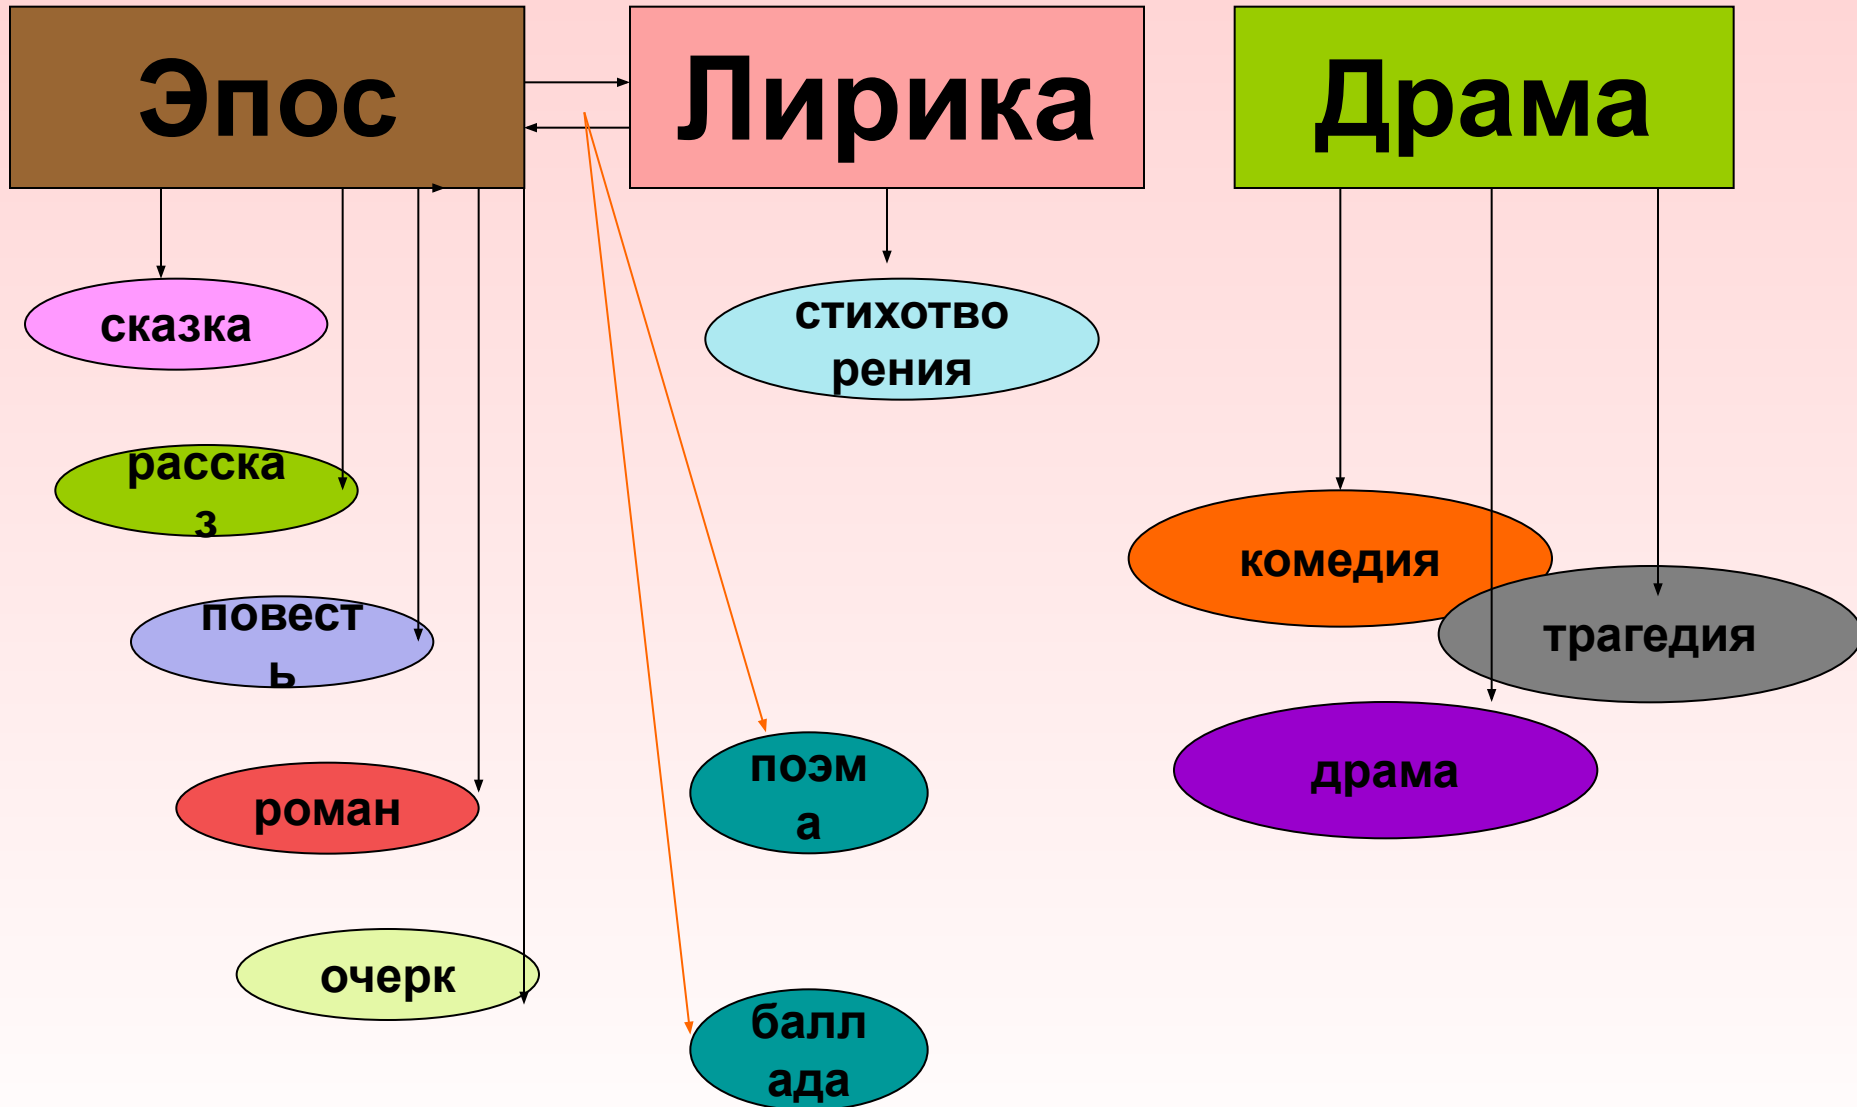 Эпос
Лирика
Драма
сказка
стихотво
рения
расска
з
комедия
повест
ь
трагедия
поэм
а
драма
роман
очерк
балл
ада